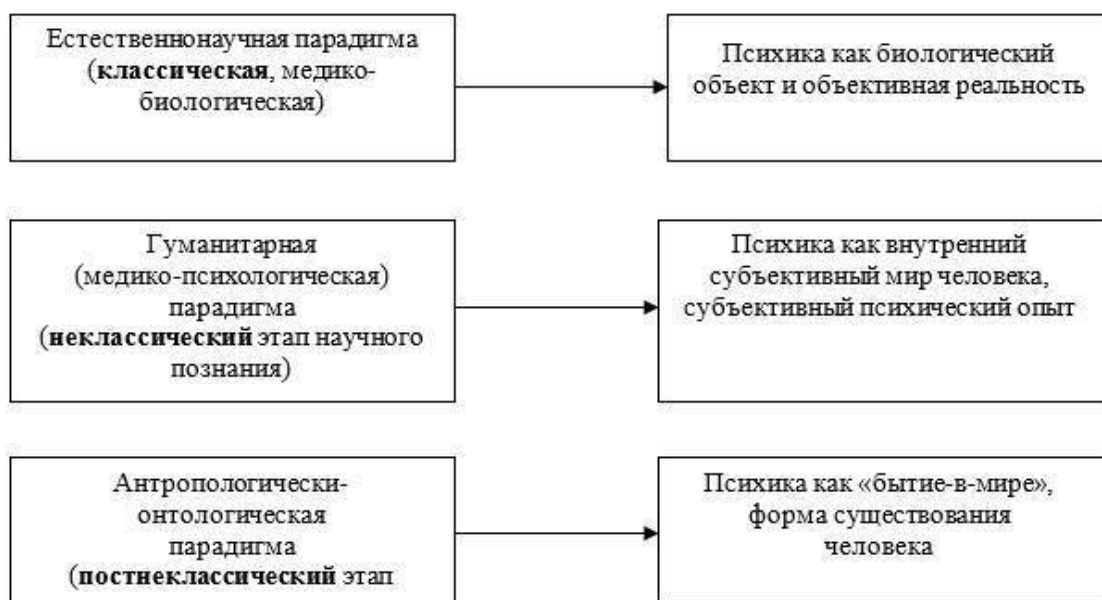 Естественнонаучная парадигма
(классическая, медико-
биологическая)
Психика как биологический
объект и объективная реальность
Гуманитарная
(медико-психологическая)
парадигма
(неклассический этап научного
познания)
Психика как внутренний
субъективный мир человека,
субъективный психический опыт
Антропологически-
онтологическая
парадигма
(постнеклассический этап
Психика как «бытие-в-мире»,
форма существования
человека